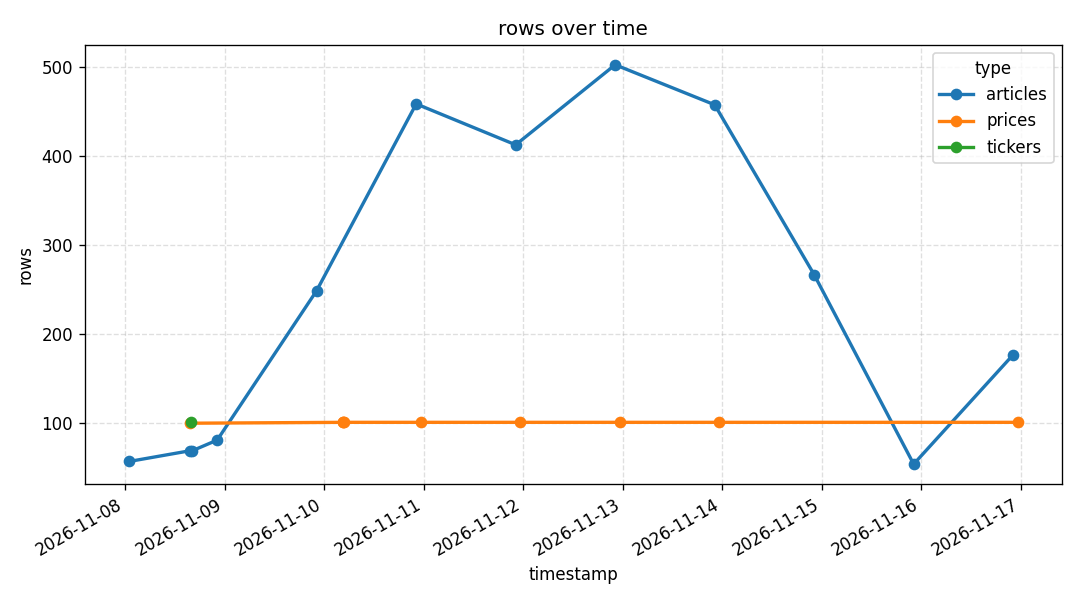 rows over time
type
articles
prices
tickers
rows
500
400
300
200
100
2026-11-08
2026-11-09
2026-11-10
2026-11-11
2026-11-12
2026-11-13
2026-11-14
2026-11-15
2026-11-16
2026-11-17
timestamp